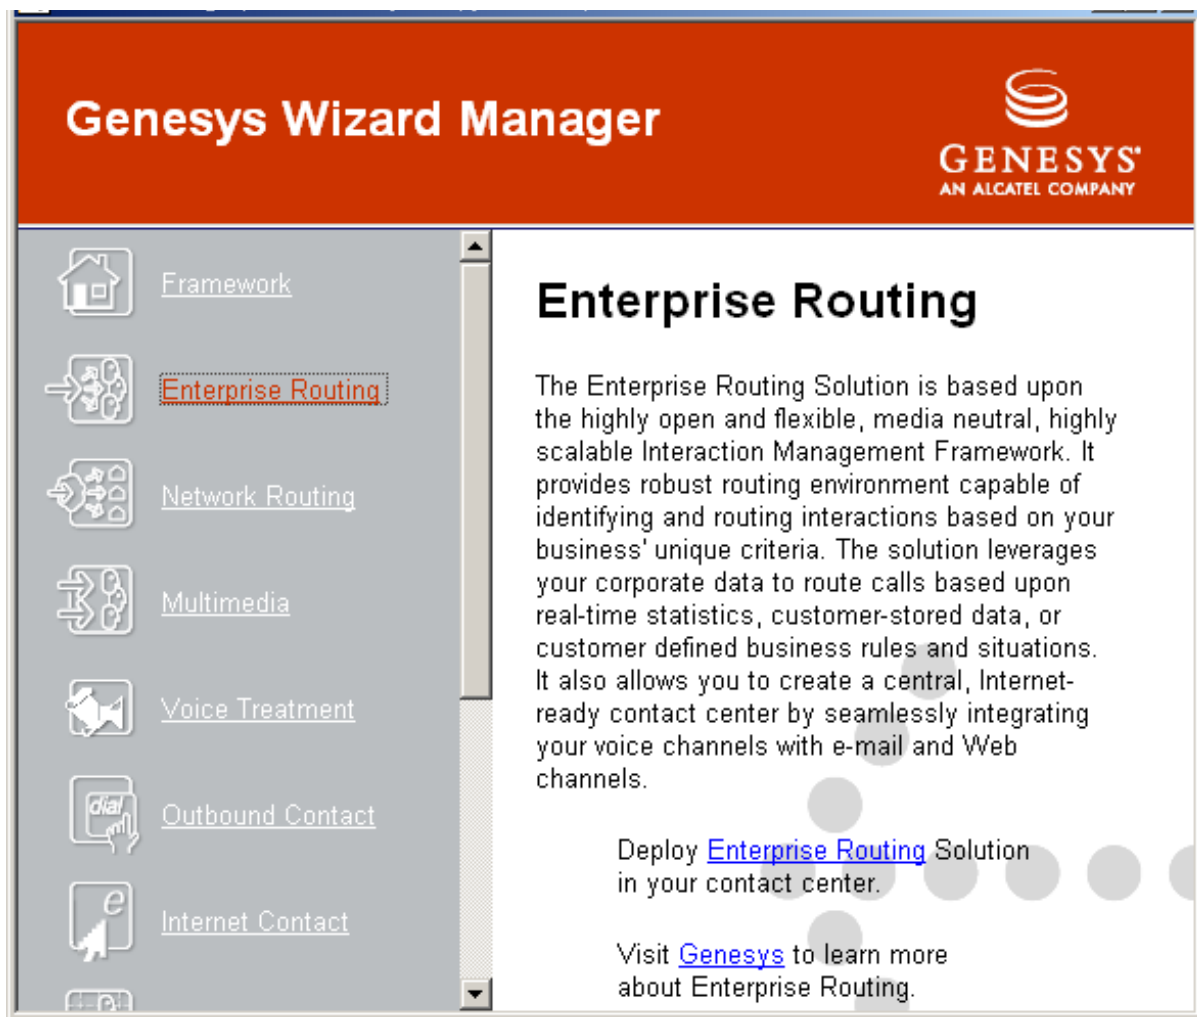 Genesys Wizard Manager
GENESYS
AN ALCATEL COMPANY
Framework
Enterprise Routing
Network Routing
Multimedia
Voice Treatment
dial
Outbound Contact
e
Internet Contact
Enterprise Routing
The Enterprise Routing Solution is based upon
the highly open and flexible, media neutral, highly
scalable Interaction Management Framework. It
provides robust routing environment capable of
identifying and routing interactions based on your
business' unique criteria. The solution leverages
your corporate data to route calls based upon
real-time statistics, customer-stored data, or
customer defined business rules and situations.
It also allows you to create a central, Internet-
ready contact center by seamlessly integrating
your voice channels with e-mail and Web
channels.
Deploy Enterprise Routing Solution
in your contact center.
Visit Genesys to learn more
about Enterprise Routing.